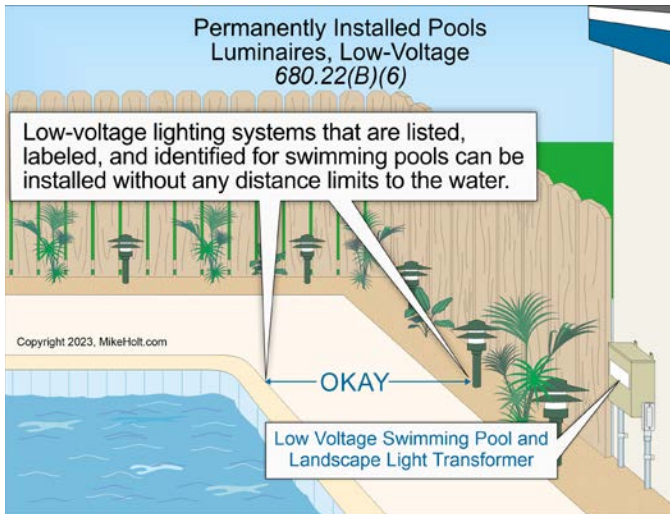 Permanently Installed Pools
Luminaires, Low-Voltage
680.22(B)(6)
Low-voltage lighting systems that are listed,
labeled, and identified for swimming pools can be
installed without any distance limits to the water.
Copyright 2023, MikeHolt.com
OKAY
Low Voltage Swimming Pool and
Landscape Light Transformer